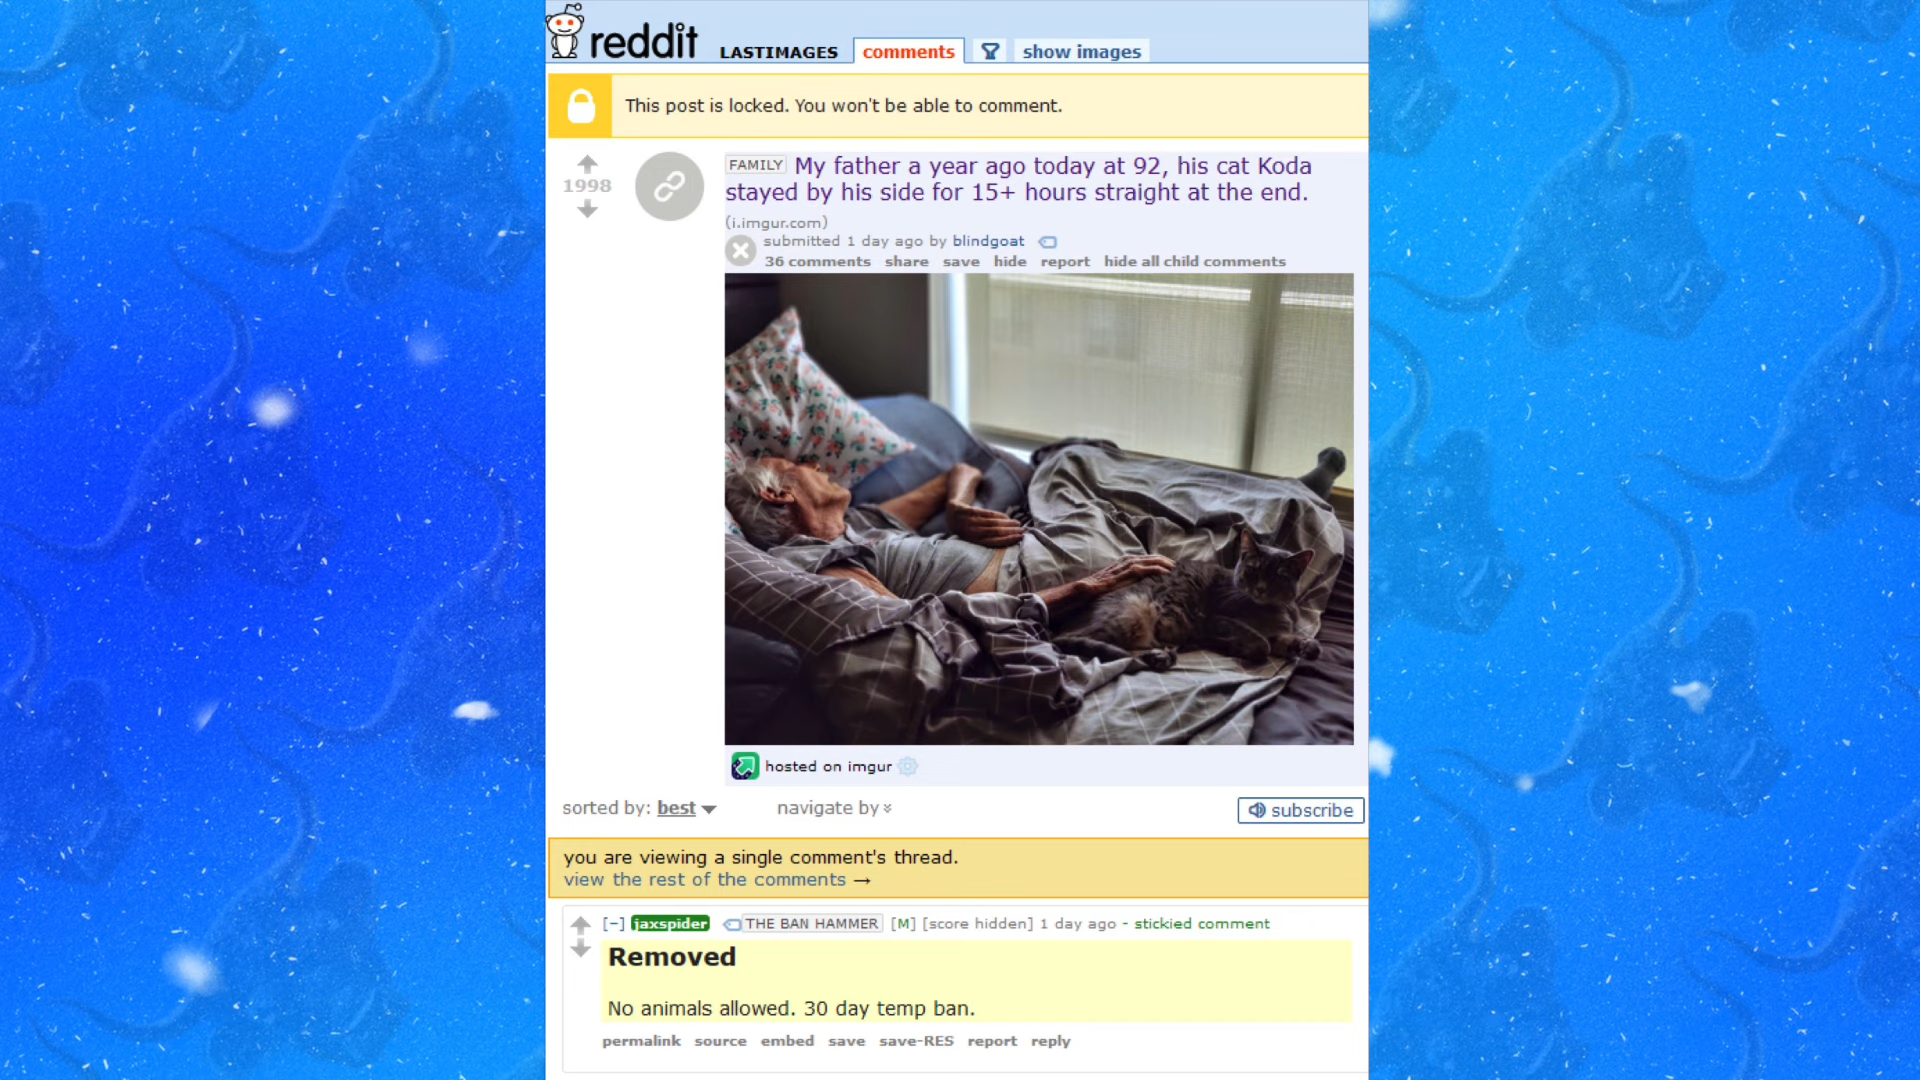 reddit LASTIMAGES comments show images
This post is locked. You won't be able to comment.
1998
FAMILY My father a year ago today at 92, his cat Koda
stayed by his side for 15+ hours straight at the end.
(i.imgur.com)
submitted 1 day ago by blindgoat
36 comments share save hide report hide all child comments
hosted on imgur
sorted by: best navigate by subscribe
you are viewing a single comment's thread.
view the rest of the comments →
[–] jaxspider THE BAN HAMMER [M] [score hidden] 1 day ago - stickied comment
Removed
No animals allowed. 30 day temp ban.
permalink source embed save save-RES report reply